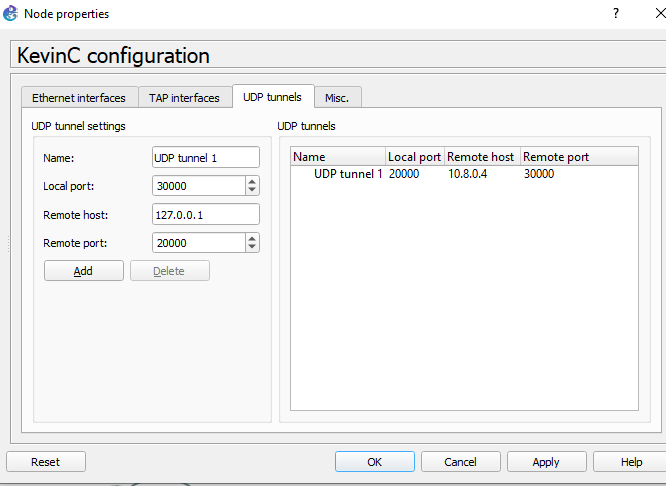 Node properties
?
KevinC configuration
Ethernet interfaces
TAP interfaces
UDP tunnels
Misc.
UDP tunnel settings
Name:
UDP tunnel 1
Local port:
30000
Remote host:
127.0.0.1
Remote port:
20000
Add
Delete
UDP tunnels
Name Local port Remote host Remote port
UDP tunnel 1 20000 10.8.0.4 30000
Reset
OK
Cancel
Apply
Help